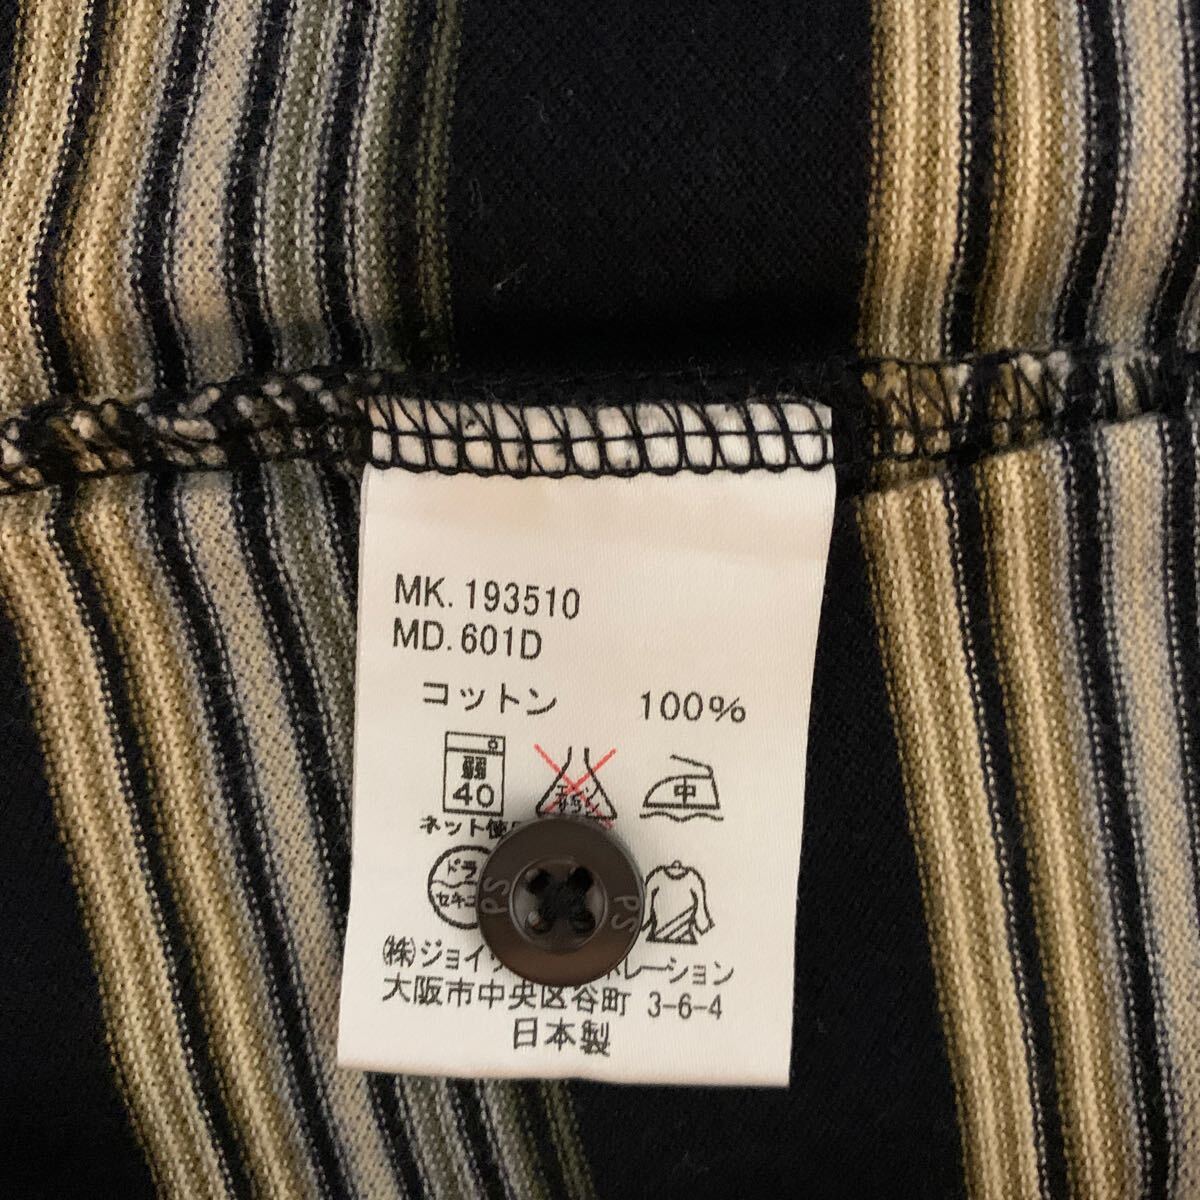 MK. 193510
MD. 601D
コットン 100%
弱
40
中
ネット使
ドラ
セキユ
PS
PS
(株)ジョイ ネレーション
大阪市中央区谷町 3-6-4
日本製